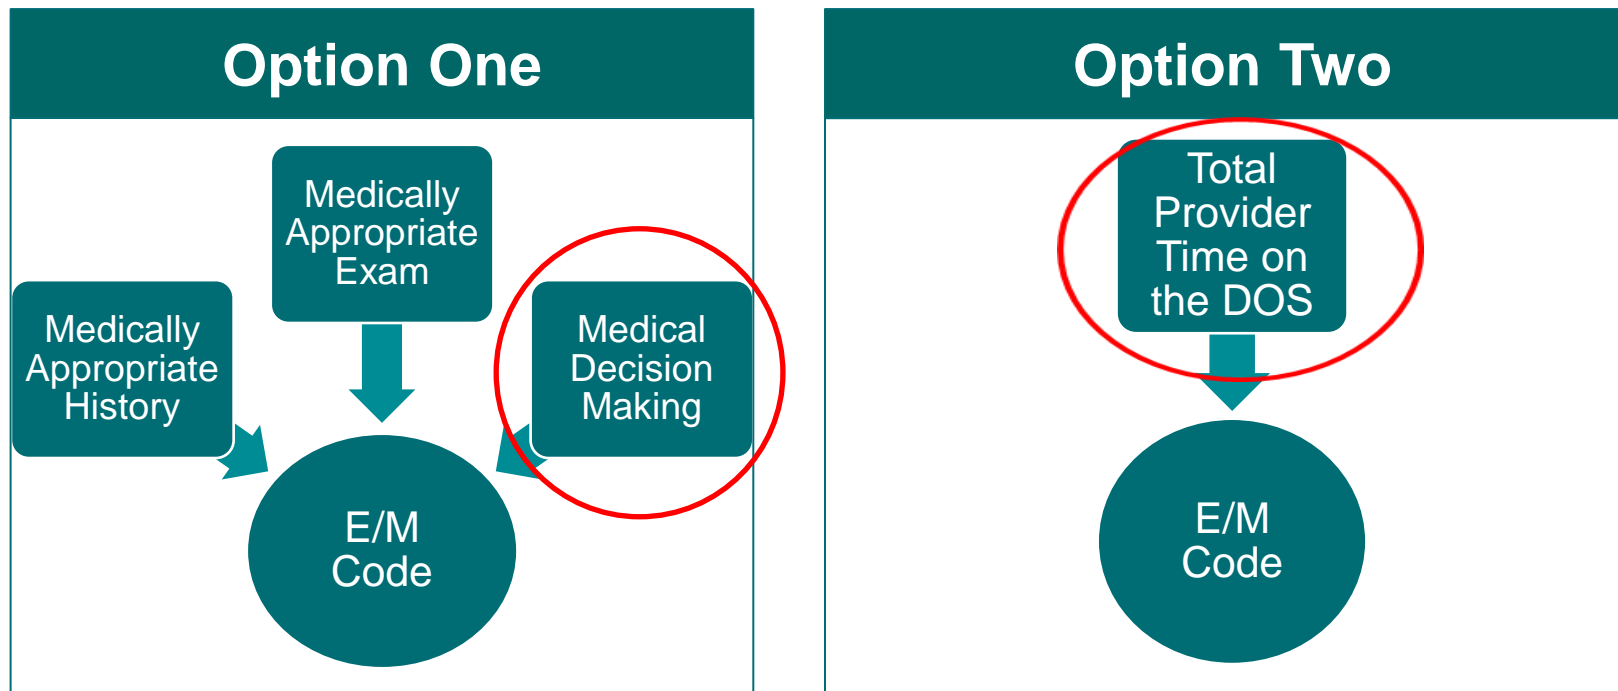 Option One
Medically
Appropriate
Exam
Medically
Appropriate
History
Medical
Decision
Making
E/M
Code
Option Two
Total
Provider
Time on
the DOS
E/M
Code